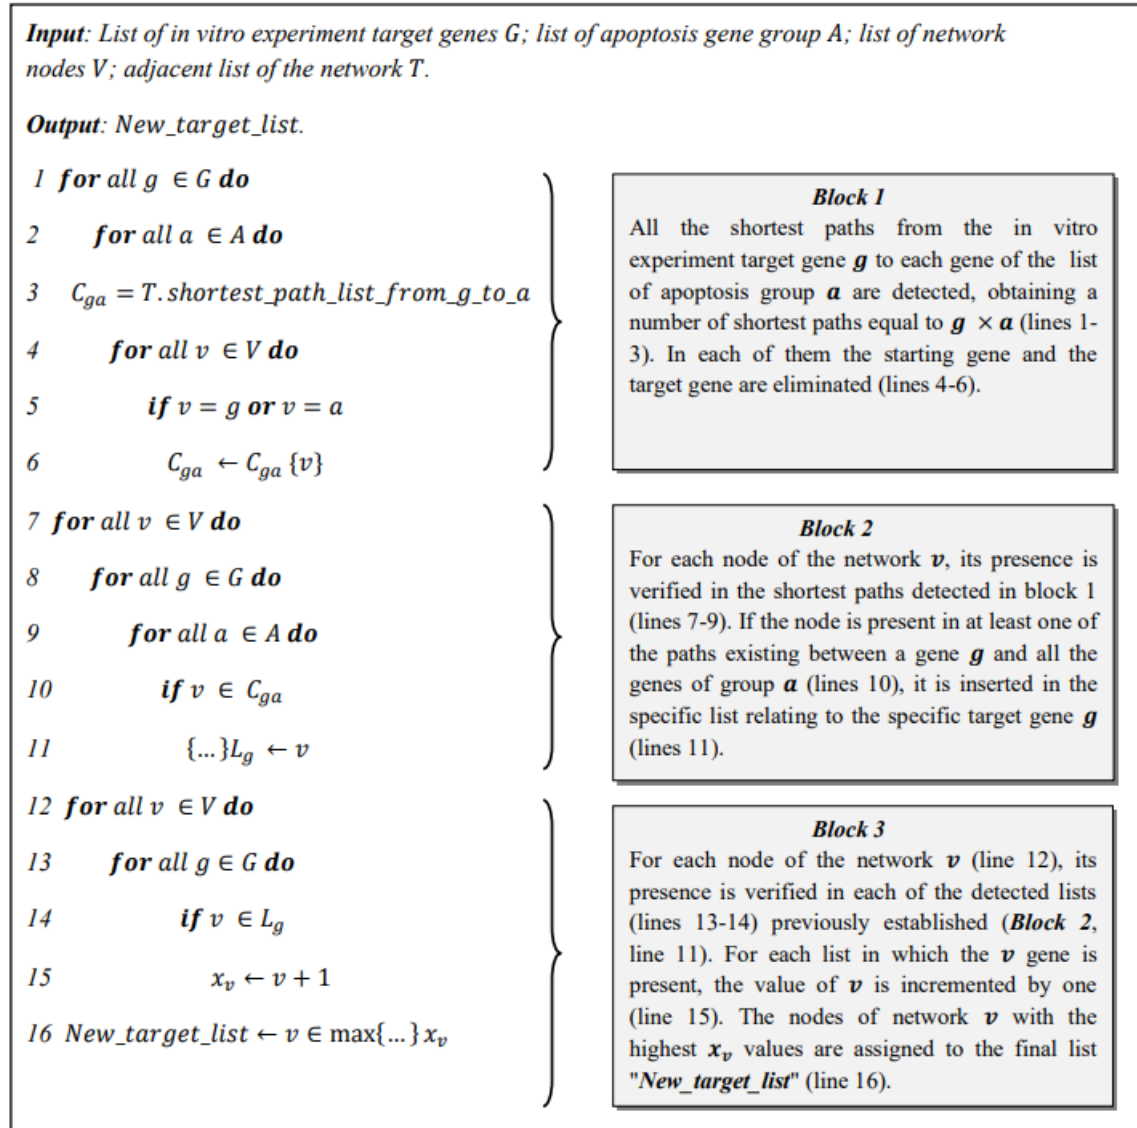 Input: List of in vitro experiment target genes G; list of apoptosis gene group A; list of network
nodes V; adjacent list of the network T.
Output: New_target_list.
1 for all g ∈ G do
2 for all a ∈ A do
3 C_ga = T.shortest_path_list_from_g_to_a
4 for all v ∈ V do
5 if v = g or v = a
6 C_ga ← C_ga {v}
Block 1
All the shortest paths from the in vitro
experiment target gene g to each gene of the list
of apoptosis group a are detected, obtaining a
number of shortest paths equal to g × a (lines 1-
3). In each of them the starting gene and the
target gene are eliminated (lines 4-6).
7 for all v ∈ V do
8 for all g ∈ G do
9 for all a ∈ A do
10 if v ∈ C_ga
11 {...}L_g ← v
Block 2
For each node of the network v, its presence is
verified in the shortest paths detected in block 1
(lines 7-9). If the node is present in at least one of
the paths existing between a gene g and all the
genes of group a (lines 10), it is inserted in the
specific list relating to the specific target gene g
(lines 11).
12 for all v ∈ V do
13 for all g ∈ G do
14 if v ∈ L_g
15 x_v ← v + 1
16 New_target_list ← v ∈ max{...} x_v
Block 3
For each node of the network v (line 12), its
presence is verified in each of the detected lists
(lines 13-14) previously established (Block 2,
line 11). For each list in which the v gene is
present, the value of v is incremented by one
(line 15). The nodes of network v with the
highest x_v values are assigned to the final list
"New_target_list" (line 16).